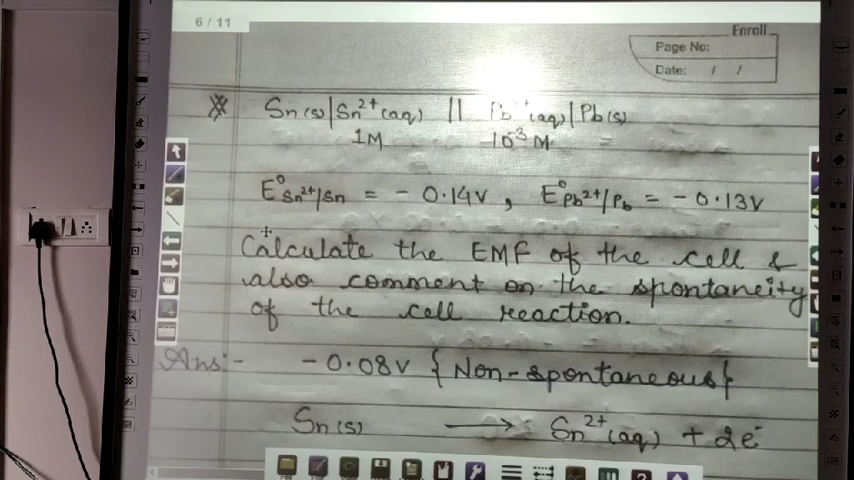 6 / 11
Enroll
Page No:
Date: / /
Sn(s)|Sn²⁺(aq) || Pb²⁺(aq)|Pb(s)
1M 10⁻³M
E°Sn²⁺/Sn = - 0.14V, E°Pb²⁺/Pb = - 0.13V
Calculate the EMF of the cell &
also comment on the spontaneity
of the cell reaction.
Ans:- - 0.08V {Non-spontaneous}
Sn(s) ⟶ Sn²⁺(aq) + 2e⁻